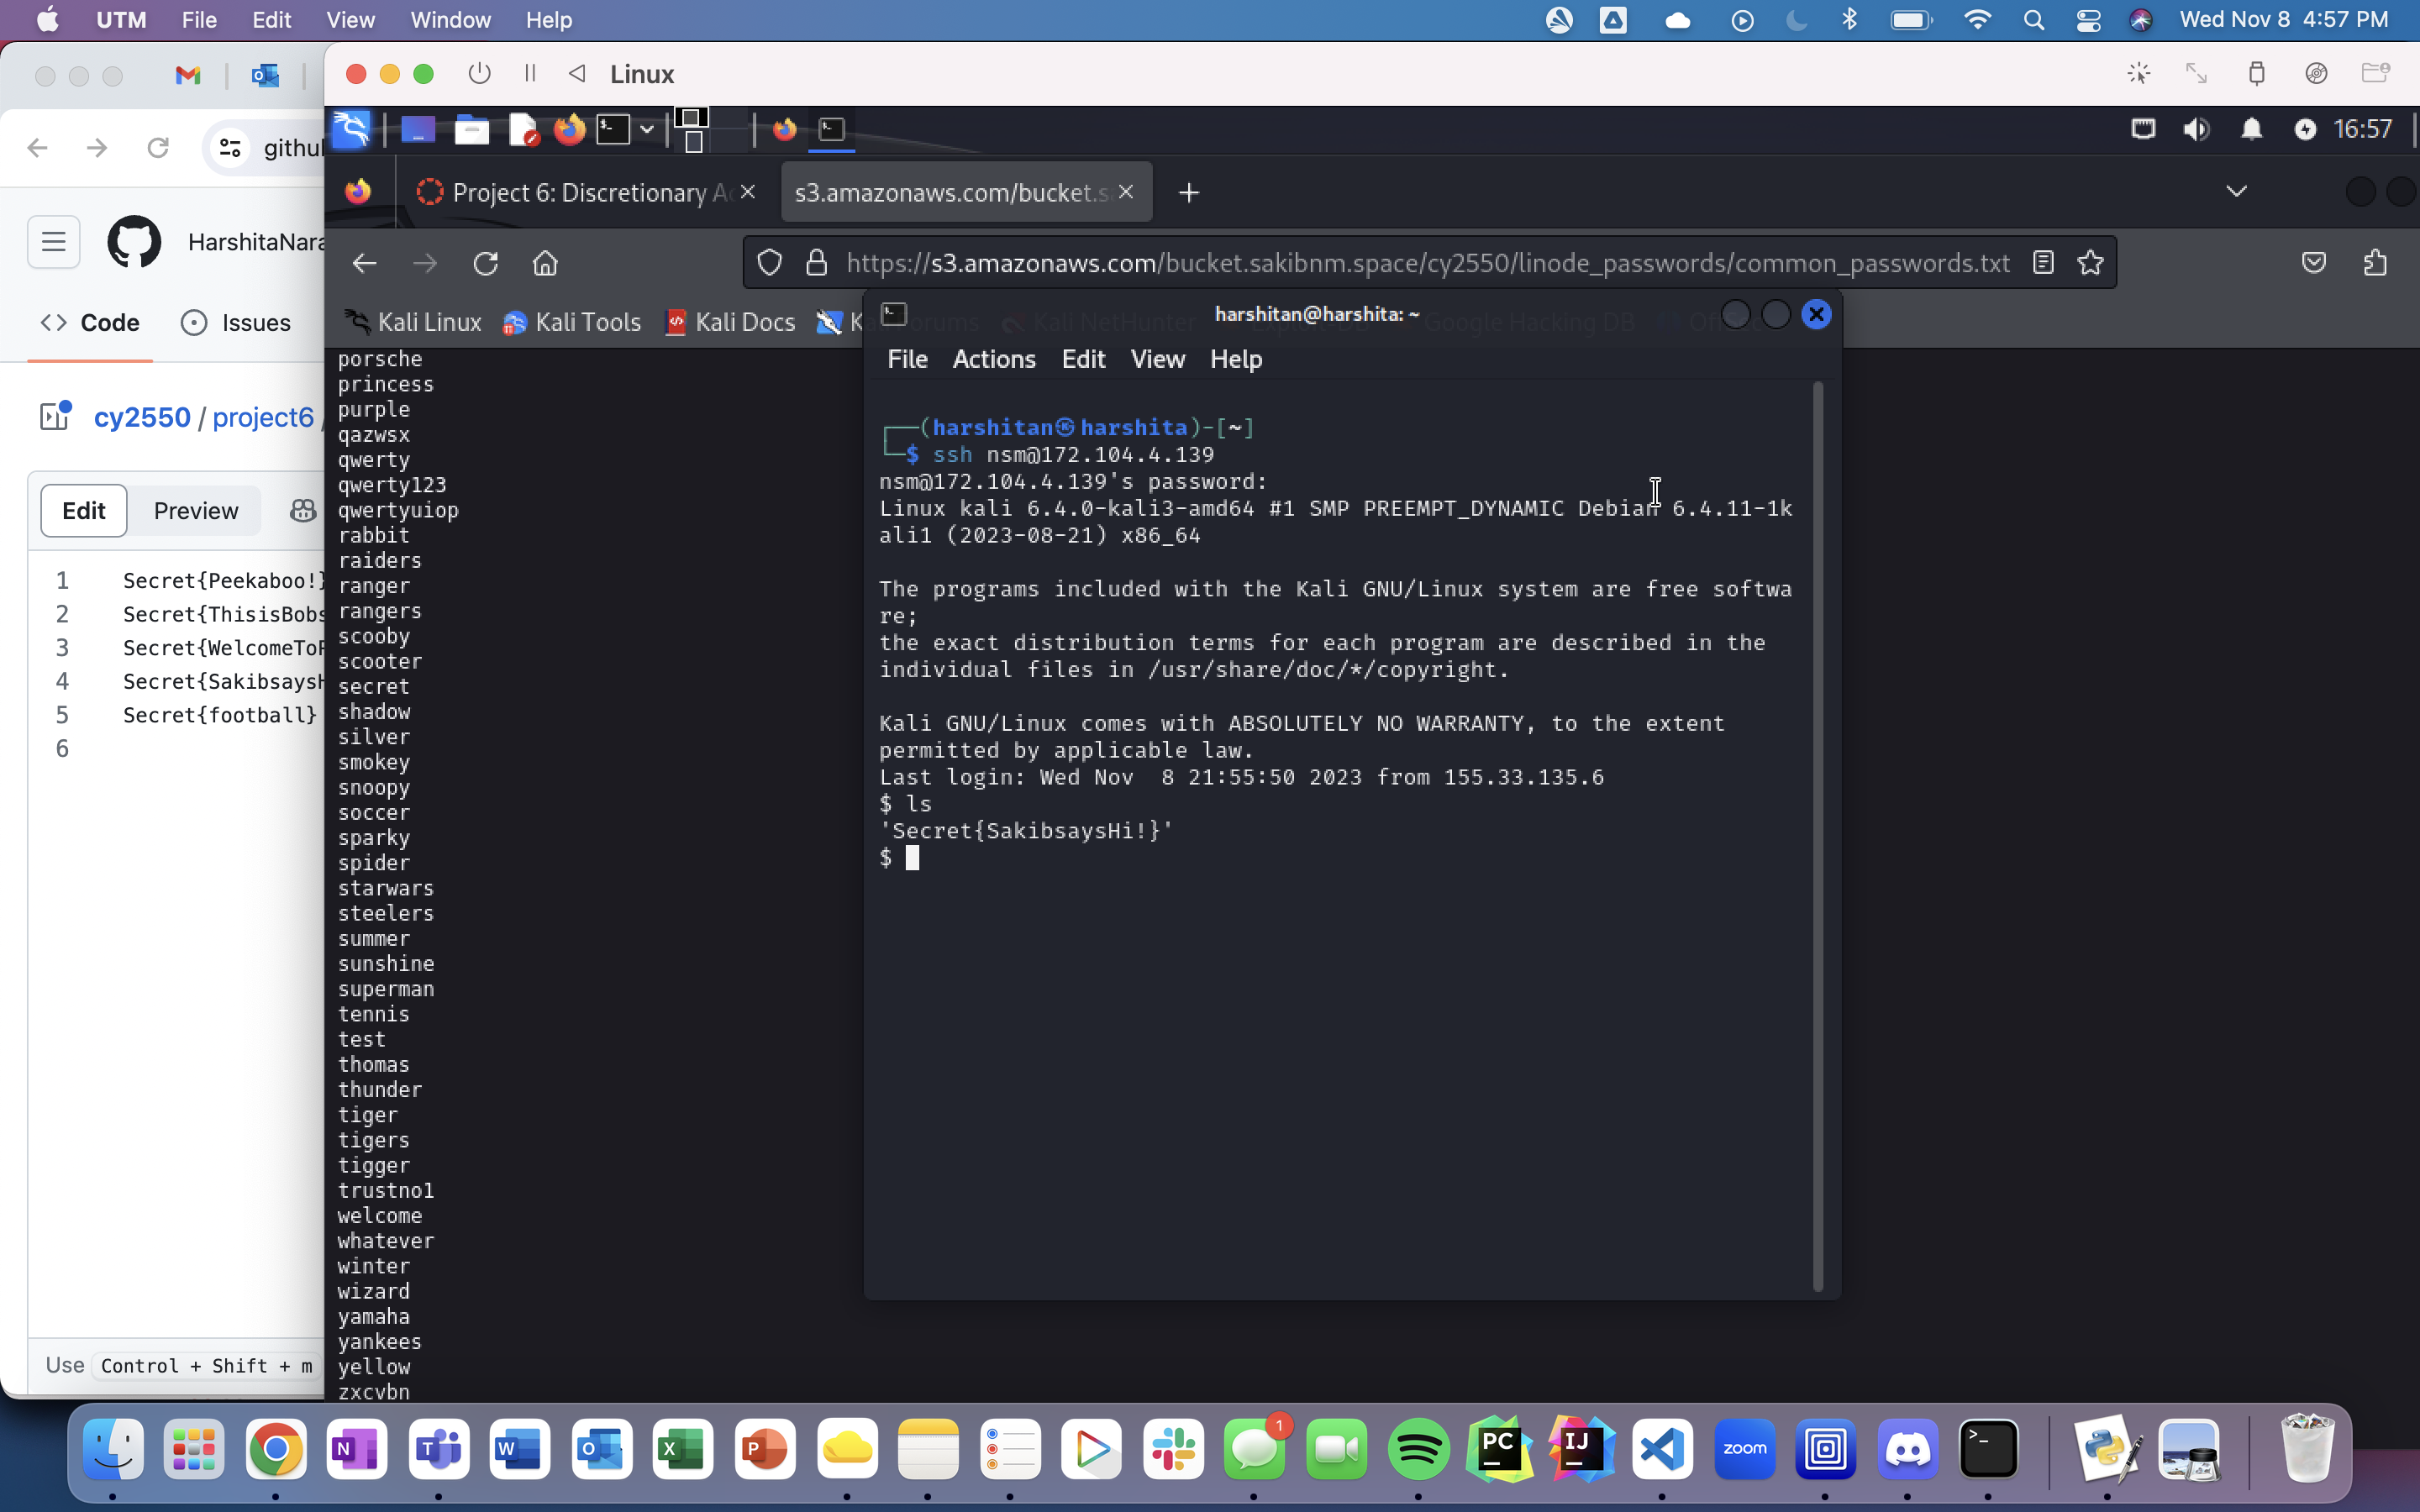 UTM File Edit View Window Help Wed Nov 8 4:57 PM
Linux
16:57
Project 6: Discretionary Ac
s3.amazonaws.com/bucket.s
https://s3.amazonaws.com/bucket.sakibnm.space/cy2550/linode_passwords/common_passwords.txt
Kali Linux Kali Tools Kali Docs
githu
HarshitaNara
Code Issues
cy2550 / project6 /
Edit Preview
1 Secret{Peekaboo!}
2 Secret{ThisisBobs
3 Secret{WelcomeToP
4 Secret{SakibsaysH
5 Secret{football}
6
Use Control + Shift + m
porsche
princess
purple
qazwsx
qwerty
qwerty123
qwertyuiop
rabbit
raiders
ranger
rangers
scooby
scooter
secret
shadow
silver
smokey
snoopy
soccer
sparky
spider
starwars
steelers
summer
sunshine
superman
tennis
test
thomas
thunder
tiger
tigers
tigger
trustno1
welcome
whatever
winter
wizard
yamaha
yankees
yellow
zxcvbn
harshitan@harshita: ~
File Actions Edit View Help
┌──(harshitan㉿harshita)-[~]
└─$ ssh nsm@172.104.4.139
nsm@172.104.4.139's password:
Linux kali 6.4.0-kali3-amd64 #1 SMP PREEMPT_DYNAMIC Debian 6.4.11-1k
ali1 (2023-08-21) x86_64
The programs included with the Kali GNU/Linux system are free softwa
re;
the exact distribution terms for each program are described in the
individual files in /usr/share/doc/*/copyright.
Kali GNU/Linux comes with ABSOLUTELY NO WARRANTY, to the extent
permitted by applicable law.
Last login: Wed Nov  8 21:55:50 2023 from 155.33.135.6
$ ls
'Secret{SakibsaysHi!}'
$
1
zoom